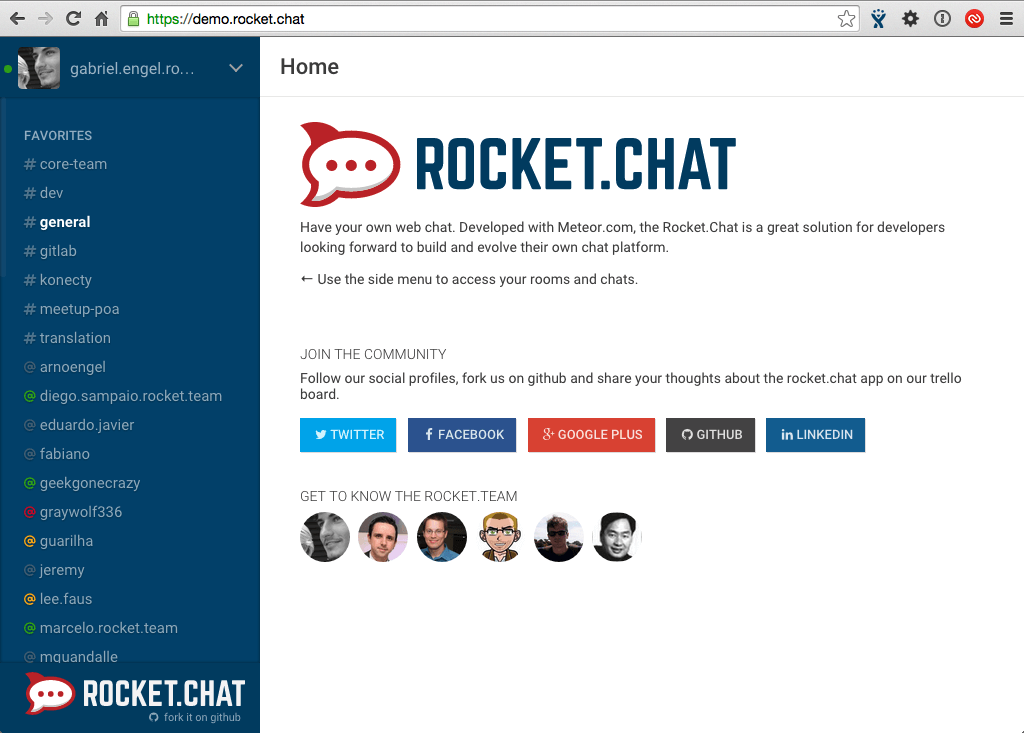 https://demo.rocket.chat
gabriel.engel.ro...
Home
FAVORITES
# core-team
# dev
# general
# gitlab
# konecty
# meetup-poa
# translation
@ arnoengel
@ diego.sampaio.rocket.team
@ eduardo.javier
@ fabiano
@ geekgonecrazy
@ graywolf336
@ guarilha
@ jeremy
@ lee.faus
@ marcelo.rocket.team
@ mquandalle
ROCKET.CHAT
fork it on github
ROCKET.CHAT
Have your own web chat. Developed with Meteor.com, the Rocket.Chat is a great solution for developers
looking forward to build and evolve their own chat platform.
← Use the side menu to access your rooms and chats.
JOIN THE COMMUNITY
Follow our social profiles, fork us on github and share your thoughts about the rocket.chat app on our trello
board.
TWITTER FACEBOOK GOOGLE PLUS GITHUB LINKEDIN
GET TO KNOW THE ROCKET.TEAM